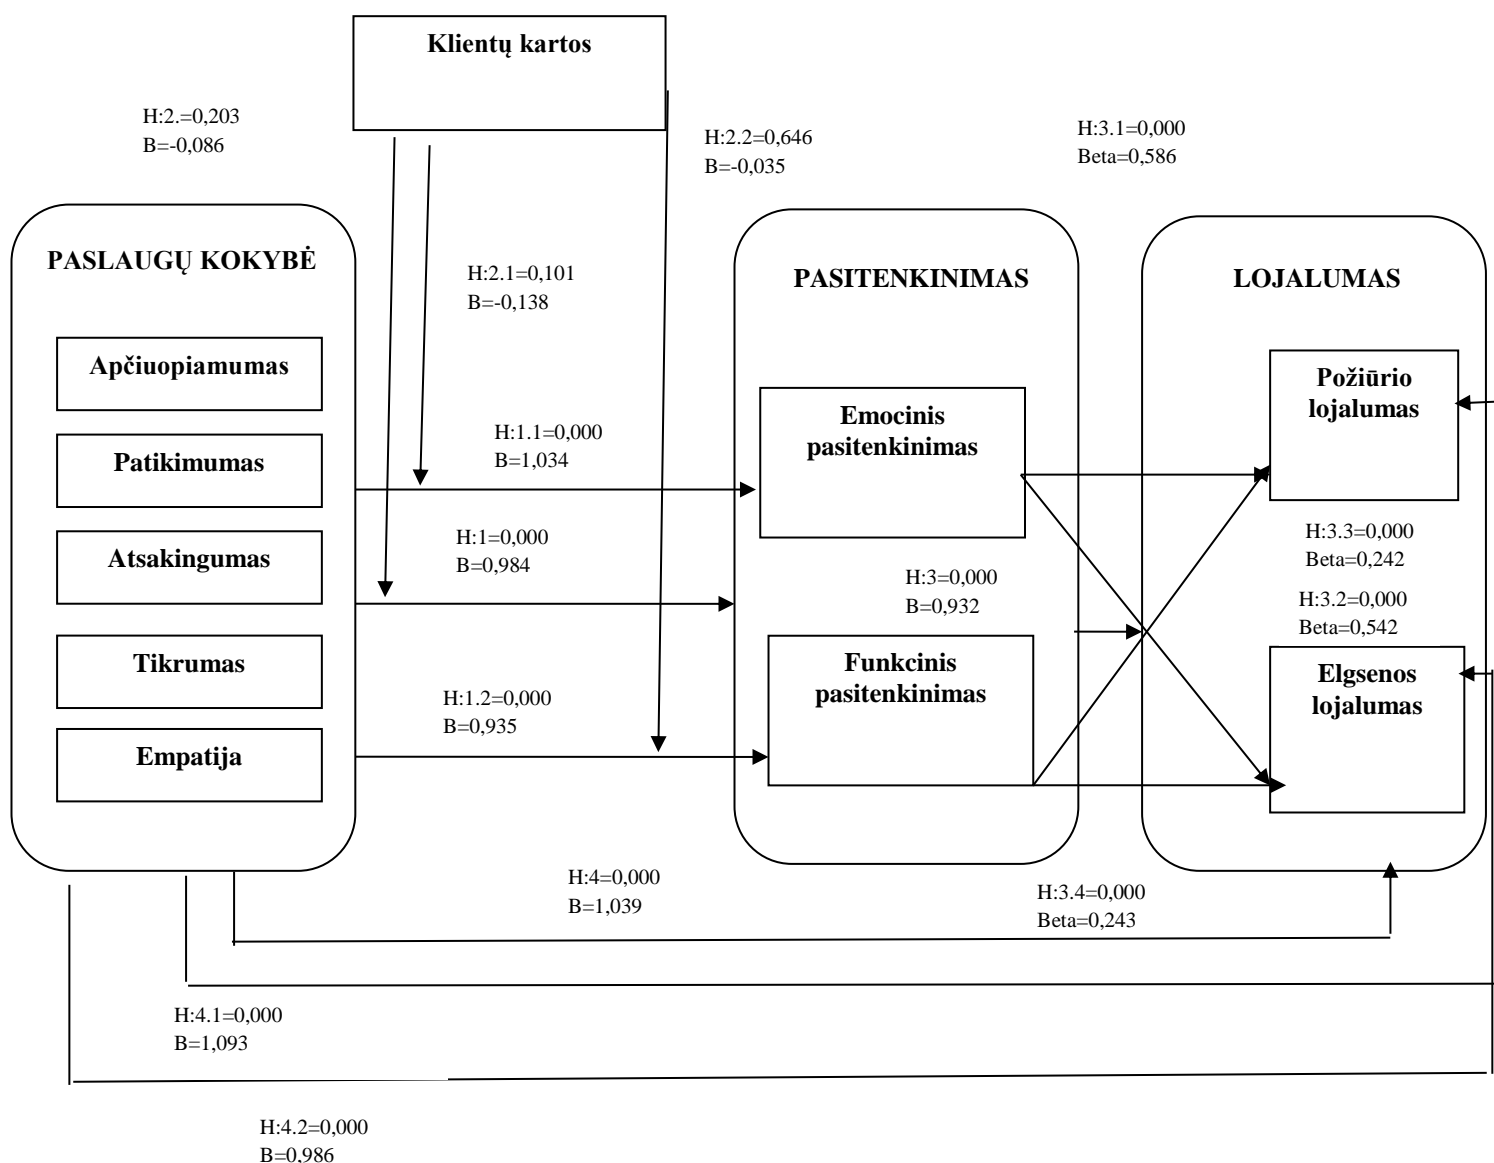 Klientų kartos
H:2.=0,203
B=-0,086
H:2.2=0,646
B=-0,035
H:3.1=0,000
Beta=0,586
PASLAUGŲ KOKYBĖ
H:2.1=0,101
B=-0,138
PASITENKINIMAS
LOJALUMAS
Apčiuopiamumas
Patikimumas
Atsakingumas
Tikrumas
Empatija
H:1.1=0,000
B=1,034
H:1=0,000
B=0,984
H:1.2=0,000
B=0,935
Emocinis
pasitenkinimas
H:3=0,000
B=0,932
Funkcinis
pasitenkinimas
Požiūrio
lojalumas
H:3.3=0,000
Beta=0,242
H:3.2=0,000
Beta=0,542
Elgsenos
lojalumas
H:4=0,000
B=1,039
H:3.4=0,000
Beta=0,243
H:4.1=0,000
B=1,093
H:4.2=0,000
B=0,986